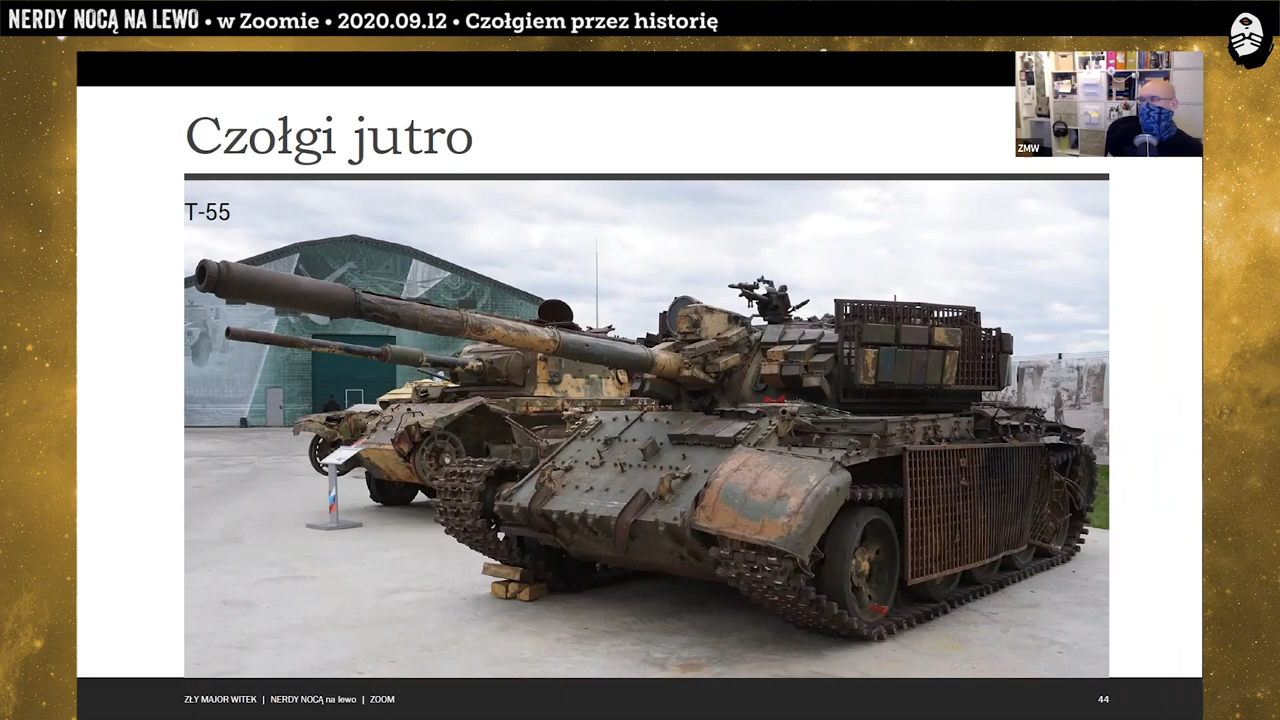 NERDY NOCĄ NA LEWO • w Zoomie • 2020.09.12 • Czołgiem przez historię
Czołgi jutro
ZMW
T-55
ZŁY MAJOR WITEK | NERDY NOCĄ na lewo | ZOOM
44